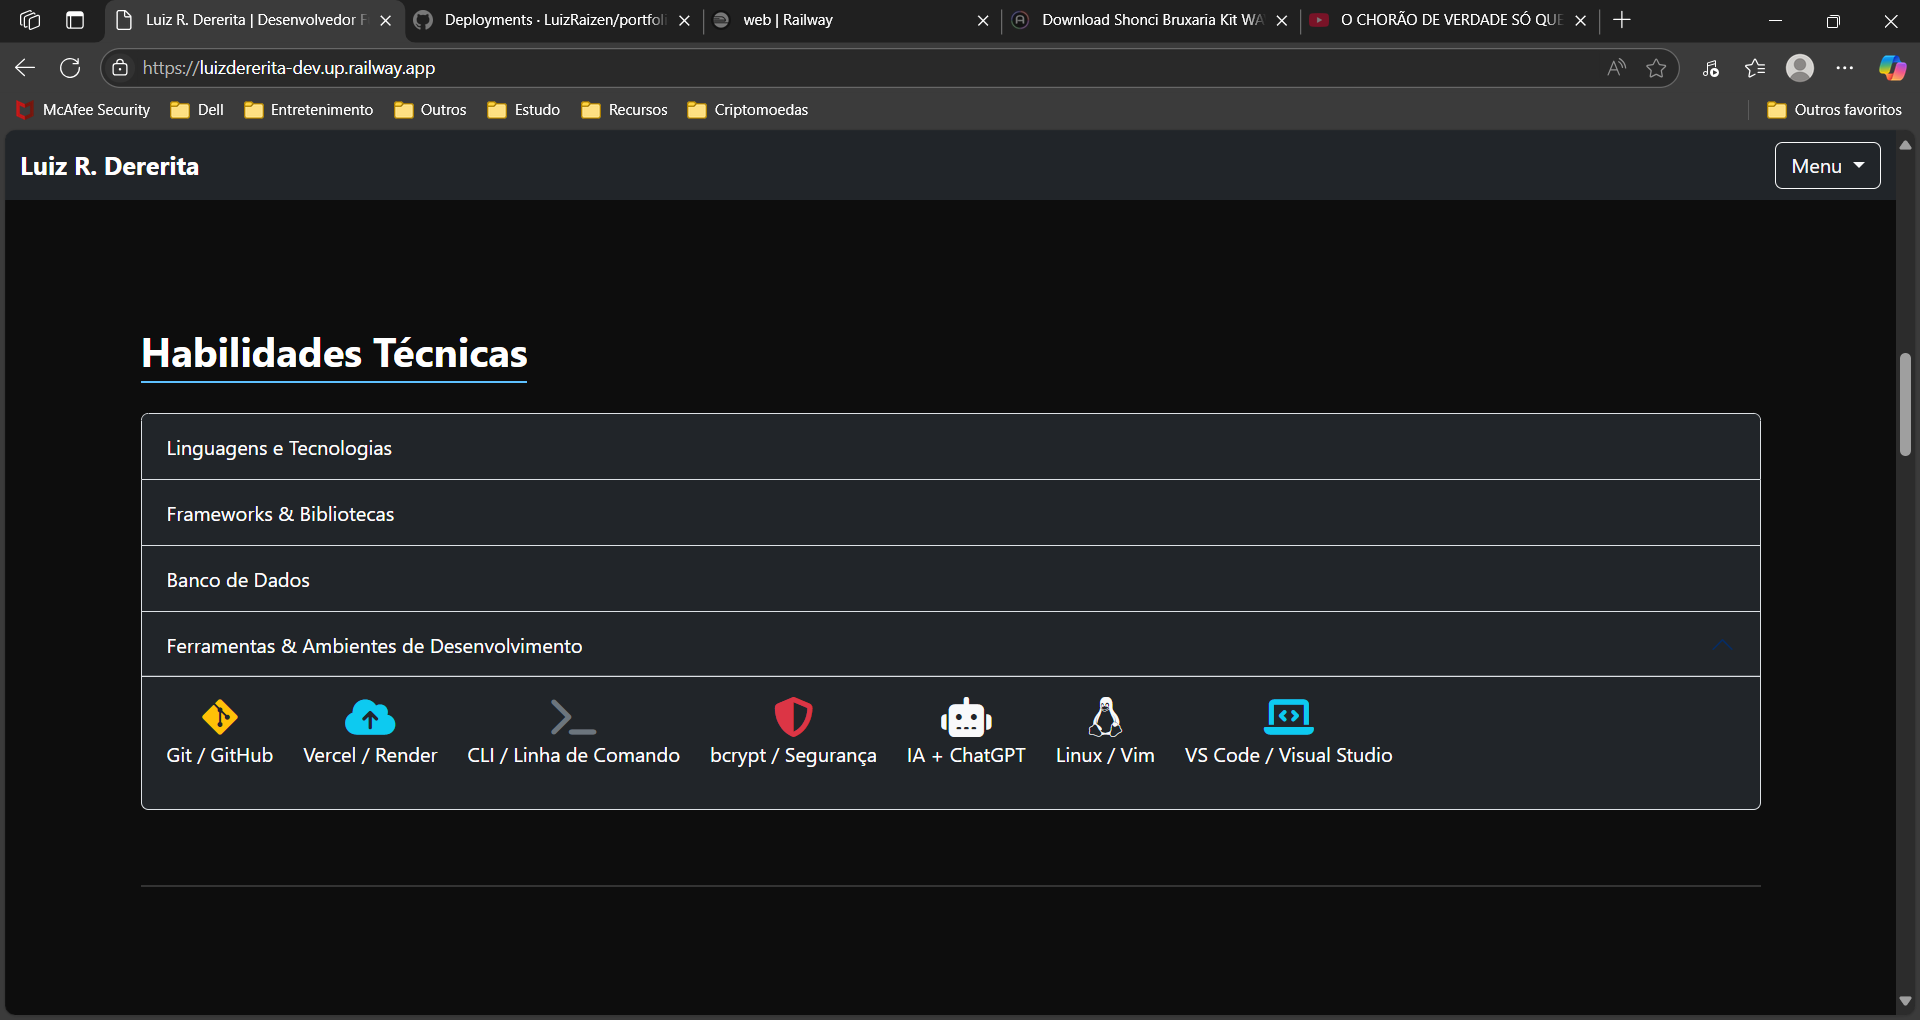 Luiz R. Dererita | Desenvolvedor F
Deployments · LuizRaizen/portfoli
web | Railway
Download Shonci Bruxaria Kit WA
O CHORÃO DE VERDADE SÓ QUE
https://luizdererita-dev.up.railway.app
McAfee Security
Dell
Entretenimento
Outros
Estudo
Recursos
Criptomoedas
Outros favoritos
Luiz R. Dererita
Menu
Habilidades Técnicas
Linguagens e Tecnologias
Frameworks & Bibliotecas
Banco de Dados
Ferramentas & Ambientes de Desenvolvimento
Git / GitHub
Vercel / Render
CLI / Linha de Comando
bcrypt / Segurança
IA + ChatGPT
Linux / Vim
VS Code / Visual Studio